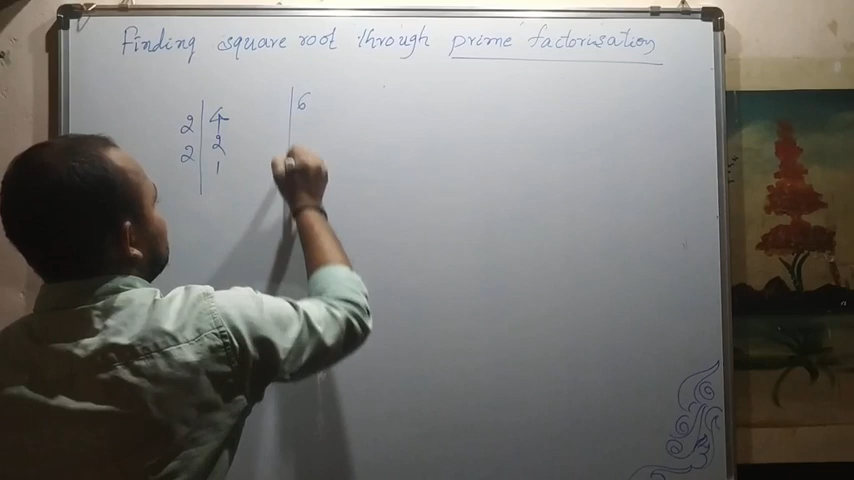 Finding square root through prime factorisation
2 | 4 | 6
2 | 2
1